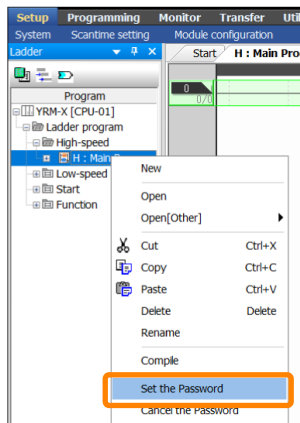 Setup Programming Monitor Transfer
System Scantime setting Module configuration
Ladder
Start H : Main Pro
Program
0
0/0
YRM-X [CPU-01]
Ladder program
High-speed
H : Main
Low-speed
Start
Function
New
Open
Open[Other]
Cut Ctrl+X
Copy Ctrl+C
Paste Ctrl+V
Delete Delete
Rename
Compile
Set the Password
Cancel the Password